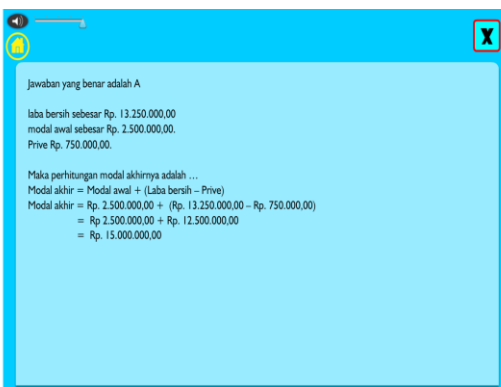 X
Jawaban yang benar adalah A
laba bersih sebesar Rp. 13.250.000,00
modal awal sebesar Rp. 2.500.000,00.
Prive Rp. 750.000,00.
Maka perhitungan modal akhirnya adalah …
Modal akhir = Modal awal + (Laba bersih – Prive)
Modal akhir = Rp. 2.500.000,00 + (Rp. 13.250.000,00 – Rp. 750.000,00)
= Rp 2.500.000,00 + Rp. 12.500.000,00
= Rp. 15.000.000,00